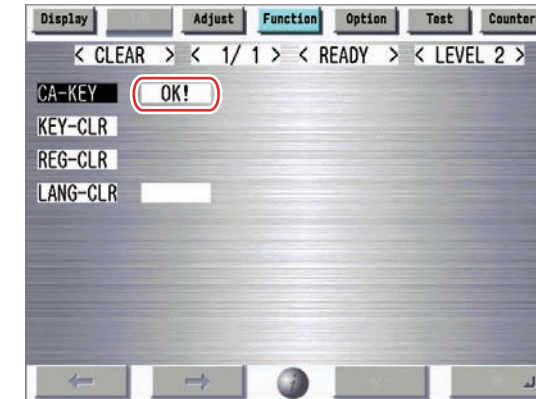 Display I/O Adjust Function Option Test Counter
< CLEAR > < 1/ 1 > < READY > < LEVEL 2 >
CA-KEY OK!
KEY-CLR
REG-CLR
LANG-CLR
i +/- OK